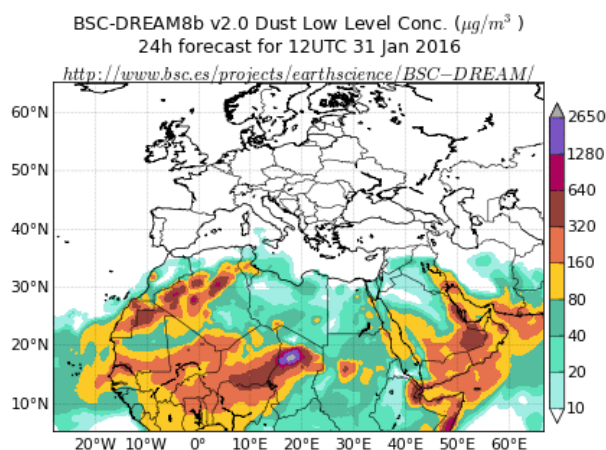 BSC-DREAM8b v2.0 Dust Low Level Conc. (μg/m³ )
24h forecast for 12UTC 31 Jan 2016
http://www.bsc.es/projects/earthscience/BSC−DREAM/
60°N
50°N
40°N
30°N
20°N
10°N
20°W 10°W 0° 10°E 20°E 30°E 40°E 50°E 60°E
2650
1280
640
320
160
80
40
20
10